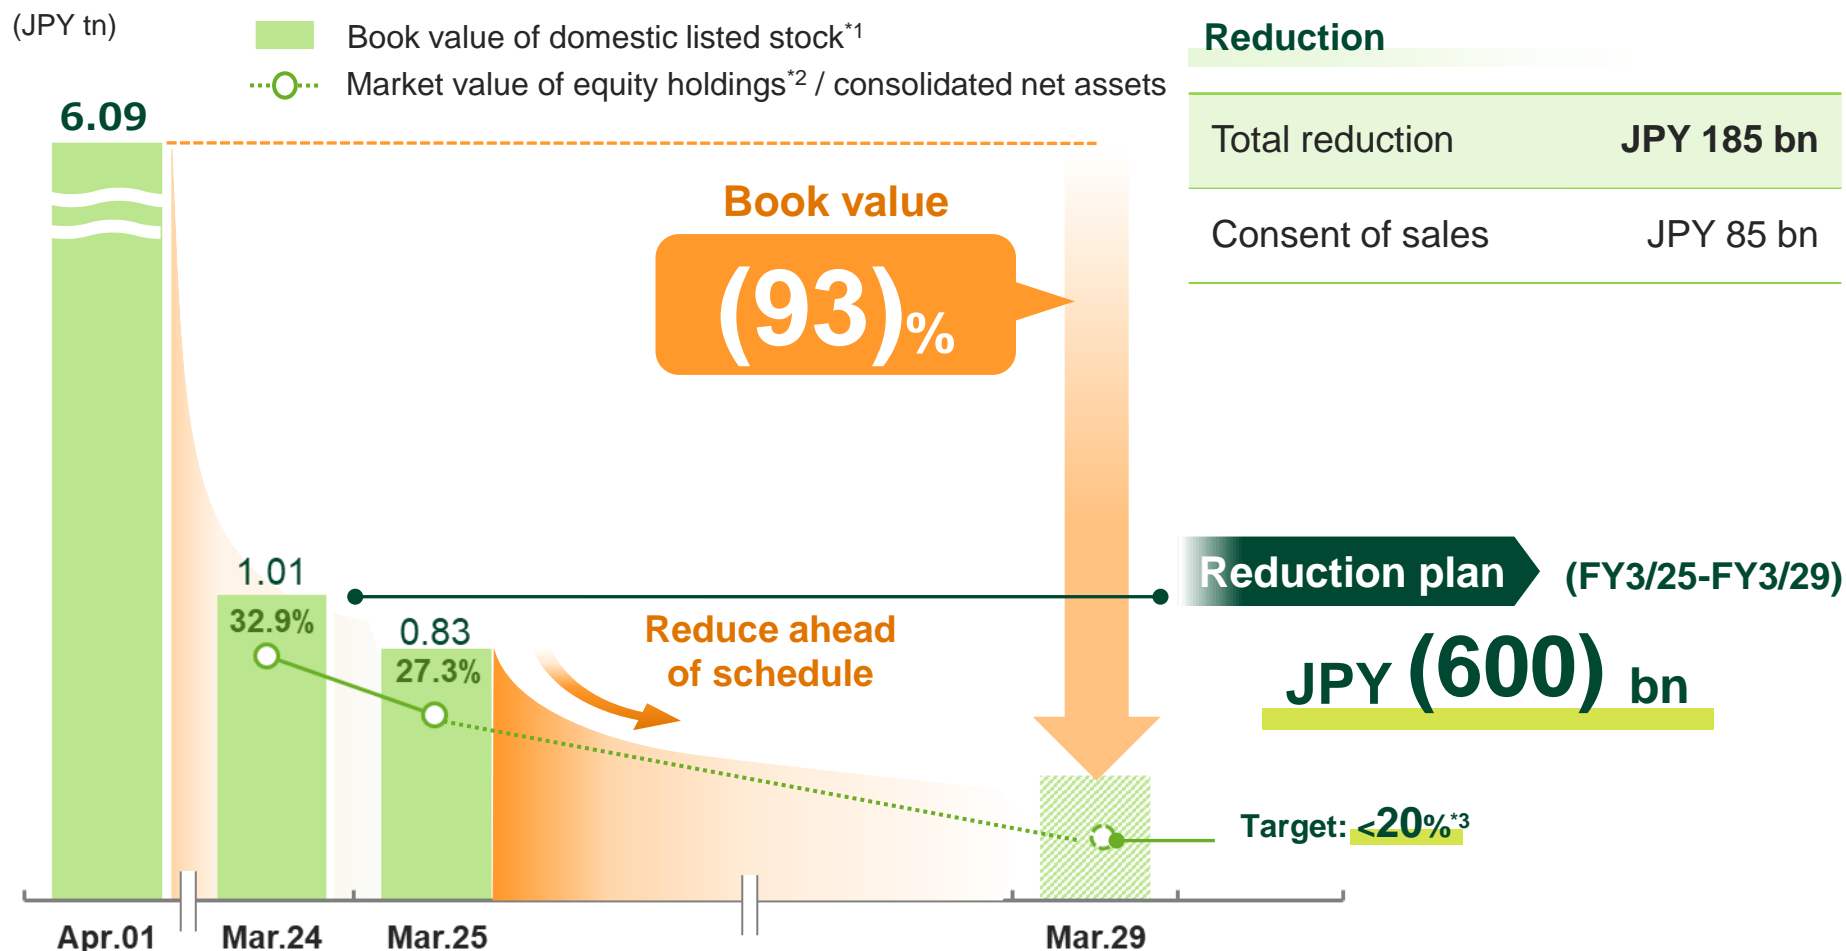 (JPY tn)
Book value of domestic listed stock*1
Market value of equity holdings*2 / consolidated net assets
Reduction
Total reduction JPY 185 bn
Consent of sales JPY 85 bn
6.09
Book value
(93)%
1.01
32.9%
0.83
27.3%
Reduce ahead
of schedule
Reduction plan (FY3/25-FY3/29)
JPY (600) bn
Target: <20%*3
Apr.01 Mar.24 Mar.25 Mar.29